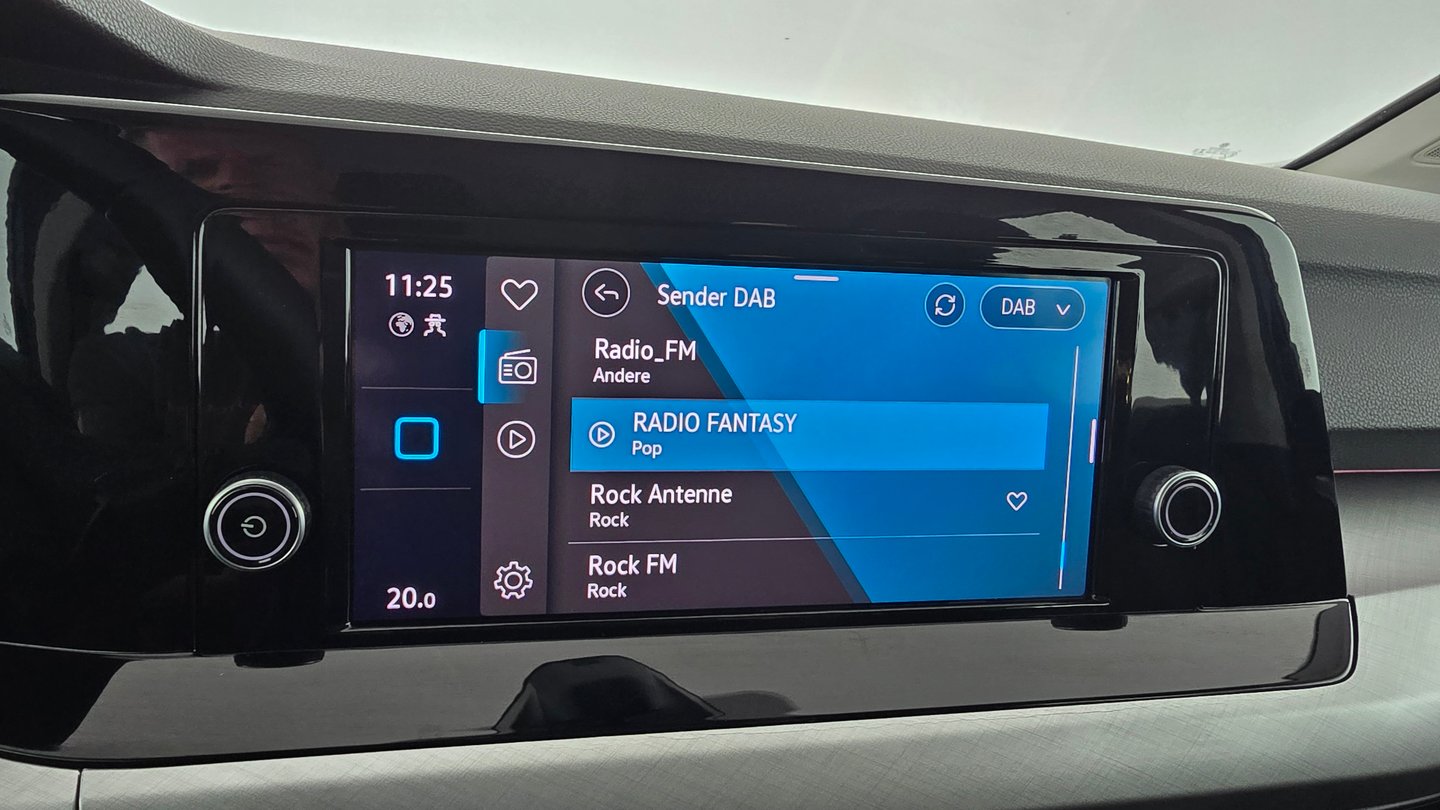 11:25
Sender DAB
DAB
Radio_FM
Andere
RADIO FANTASY
Pop
Rock Antenne
Rock
Rock FM
Rock
20.0